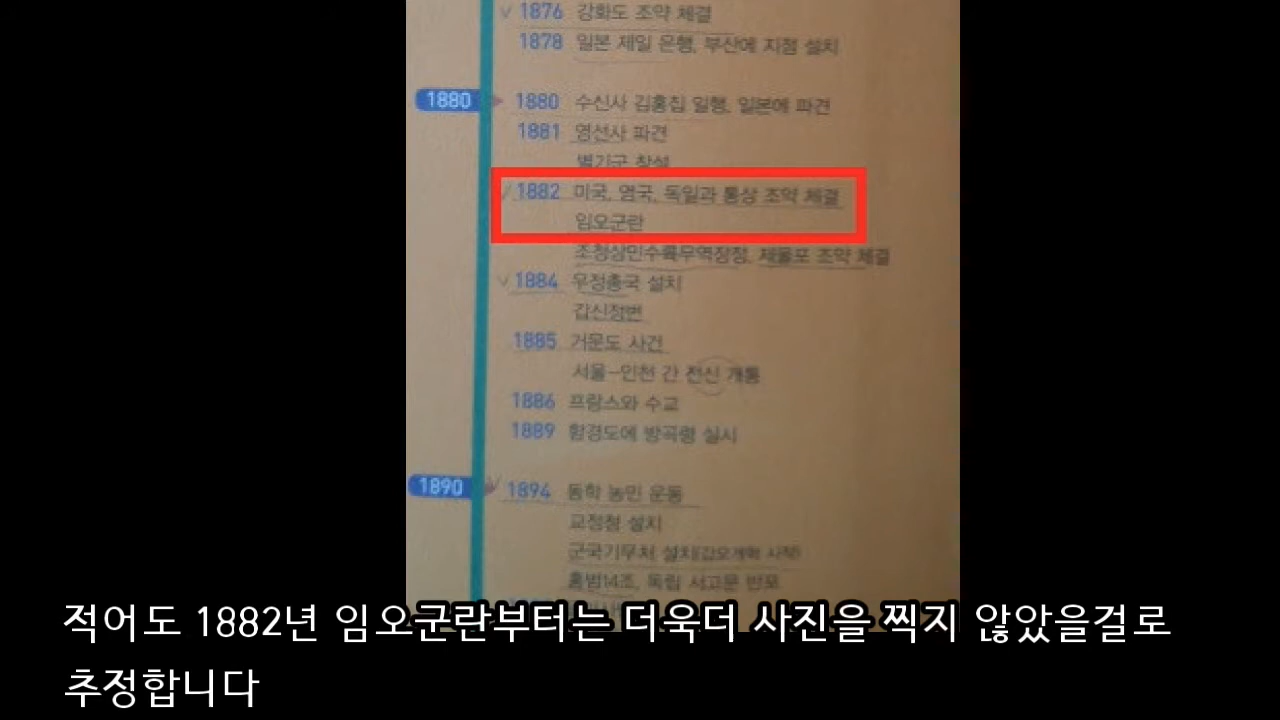 1876 강화도 조약 체결
1878 일본 제일 은행, 부산에 지점 설치
1880 1880 수신사 김홍집 일행, 일본에 파견
1881 영선사 파견
별기군 창설
1882 미국, 영국, 독일과 통상 조약 체결
임오군란
조청상민수륙무역장정, 제물포 조약 체결
1884 우정총국 설치
갑신정변
1885 거문도 사건
서울-인천 간 전신 개통
1886 프랑스와 수교
1889 함경도에 방곡령 실시
1890 1894 동학 농민 운동
교정청 설치
군국기무처 설치(갑오개혁 시작)
홍범14조, 독립 서고문 반포
적어도 1882년 임오군란부터는 더욱더 사진을 찍지 않았을걸로
추정합니다